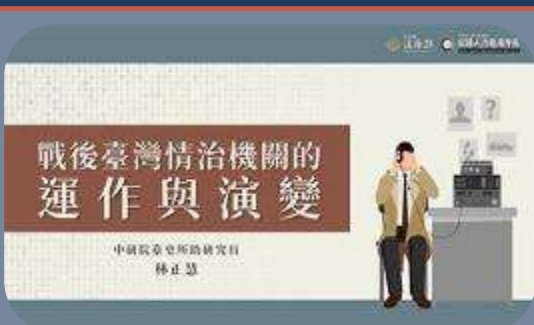 戰後臺灣情治機關的
運作與演變
中研院臺史所助研究員
林正慧
?